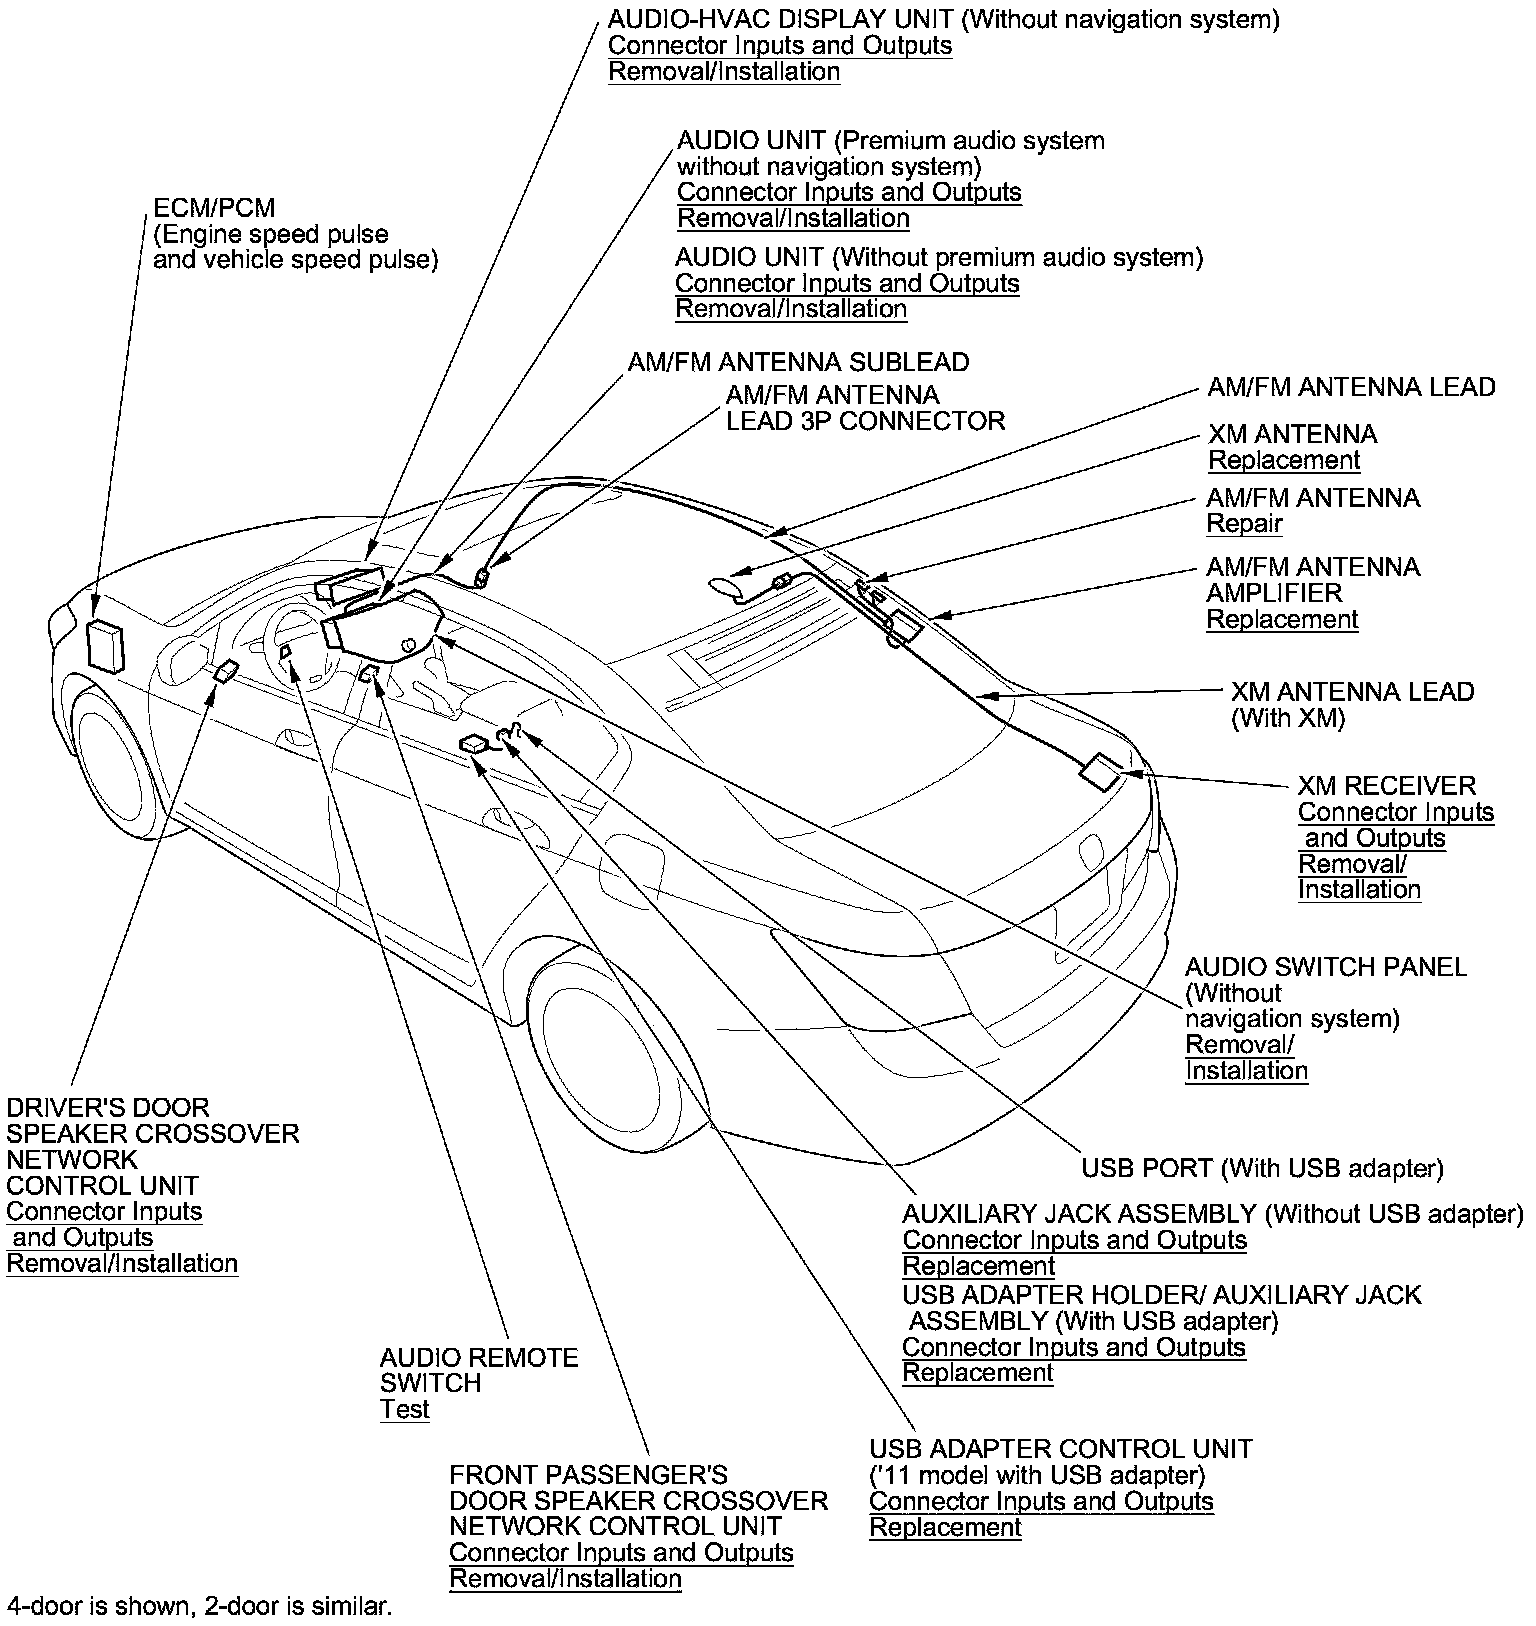 AUDIO-HVAC DISPLAY UNIT (Without navigation system)
Connector Inputs and Outputs
Removal/Installation
AUDIO UNIT (Premium audio system
without navigation system)
Connector Inputs and Outputs
Removal/Installation
ECM/PCM
(Engine speed pulse
and vehicle speed pulse)
AUDIO UNIT (Without premium audio system)
Connector Inputs and Outputs
Removal/Installation
AM/FM ANTENNA SUBLEAD
AM/FM ANTENNA
LEAD 3P CONNECTOR
AM/FM ANTENNA LEAD
XM ANTENNA
Replacement
AM/FM ANTENNA
Repair
AM/FM ANTENNA
AMPLIFIER
Replacement
XM ANTENNA LEAD
(With XM)
XM RECEIVER
Connector Inputs
and Outputs
Removal/
Installation
AUDIO SWITCH PANEL
(Without
navigation system)
Removal/
Installation
DRIVER'S DOOR
SPEAKER CROSSOVER
NETWORK
CONTROL UNIT
Connector Inputs
and Outputs
Removal/Installation
USB PORT (With USB adapter)
AUXILIARY JACK ASSEMBLY (Without USB adapter)
Connector Inputs and Outputs
Replacement
USB ADAPTER HOLDER/ AUXILIARY JACK
ASSEMBLY (With USB adapter)
Connector Inputs and Outputs
Replacement
AUDIO REMOTE
SWITCH
Test
USB ADAPTER CONTROL UNIT
('11 model with USB adapter)
Connector Inputs and Outputs
Replacement
FRONT PASSENGER'S
DOOR SPEAKER CROSSOVER
NETWORK CONTROL UNIT
Connector Inputs and Outputs
Removal/Installation
4-door is shown, 2-door is similar.